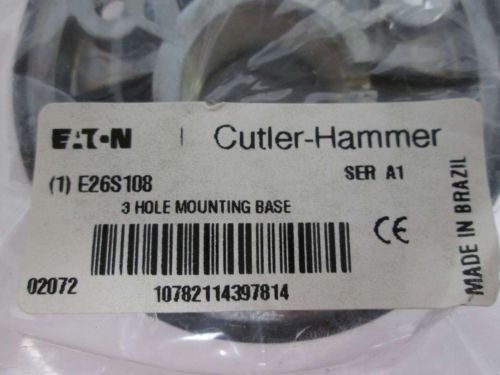 EATON | Cutler-Hammer
(1) E26S108
SER A1
3 HOLE MOUNTING BASE
CE
02072
10782114397814
MADE IN BRAZIL